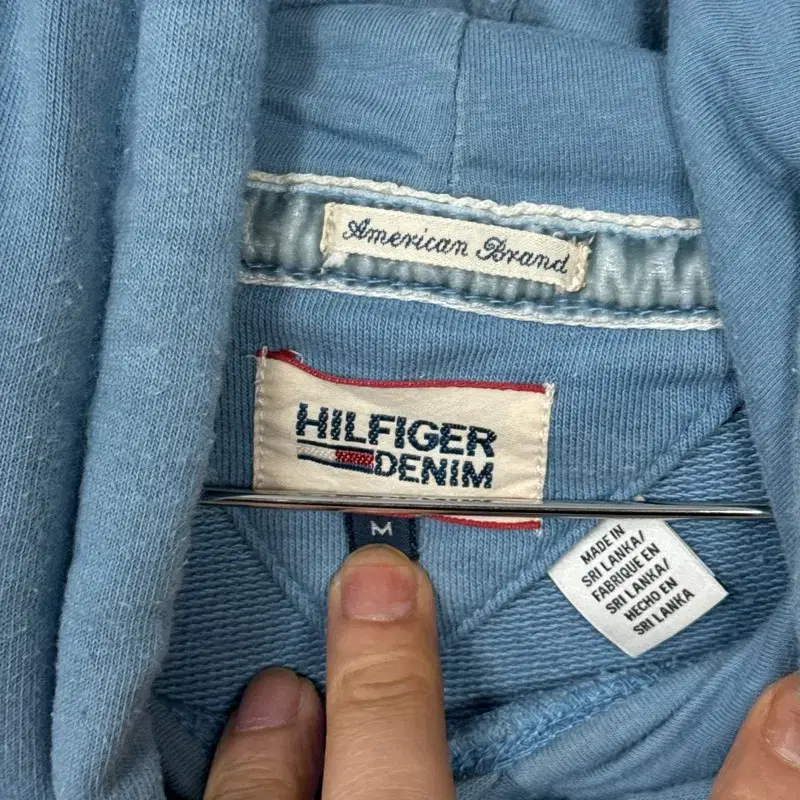 American Brand
HILFIGER
DENIM
M
MADE IN
SRI LANKA/
FABRIQUE EN
SRI LANKA/
HECHO EN
SRI LANKA